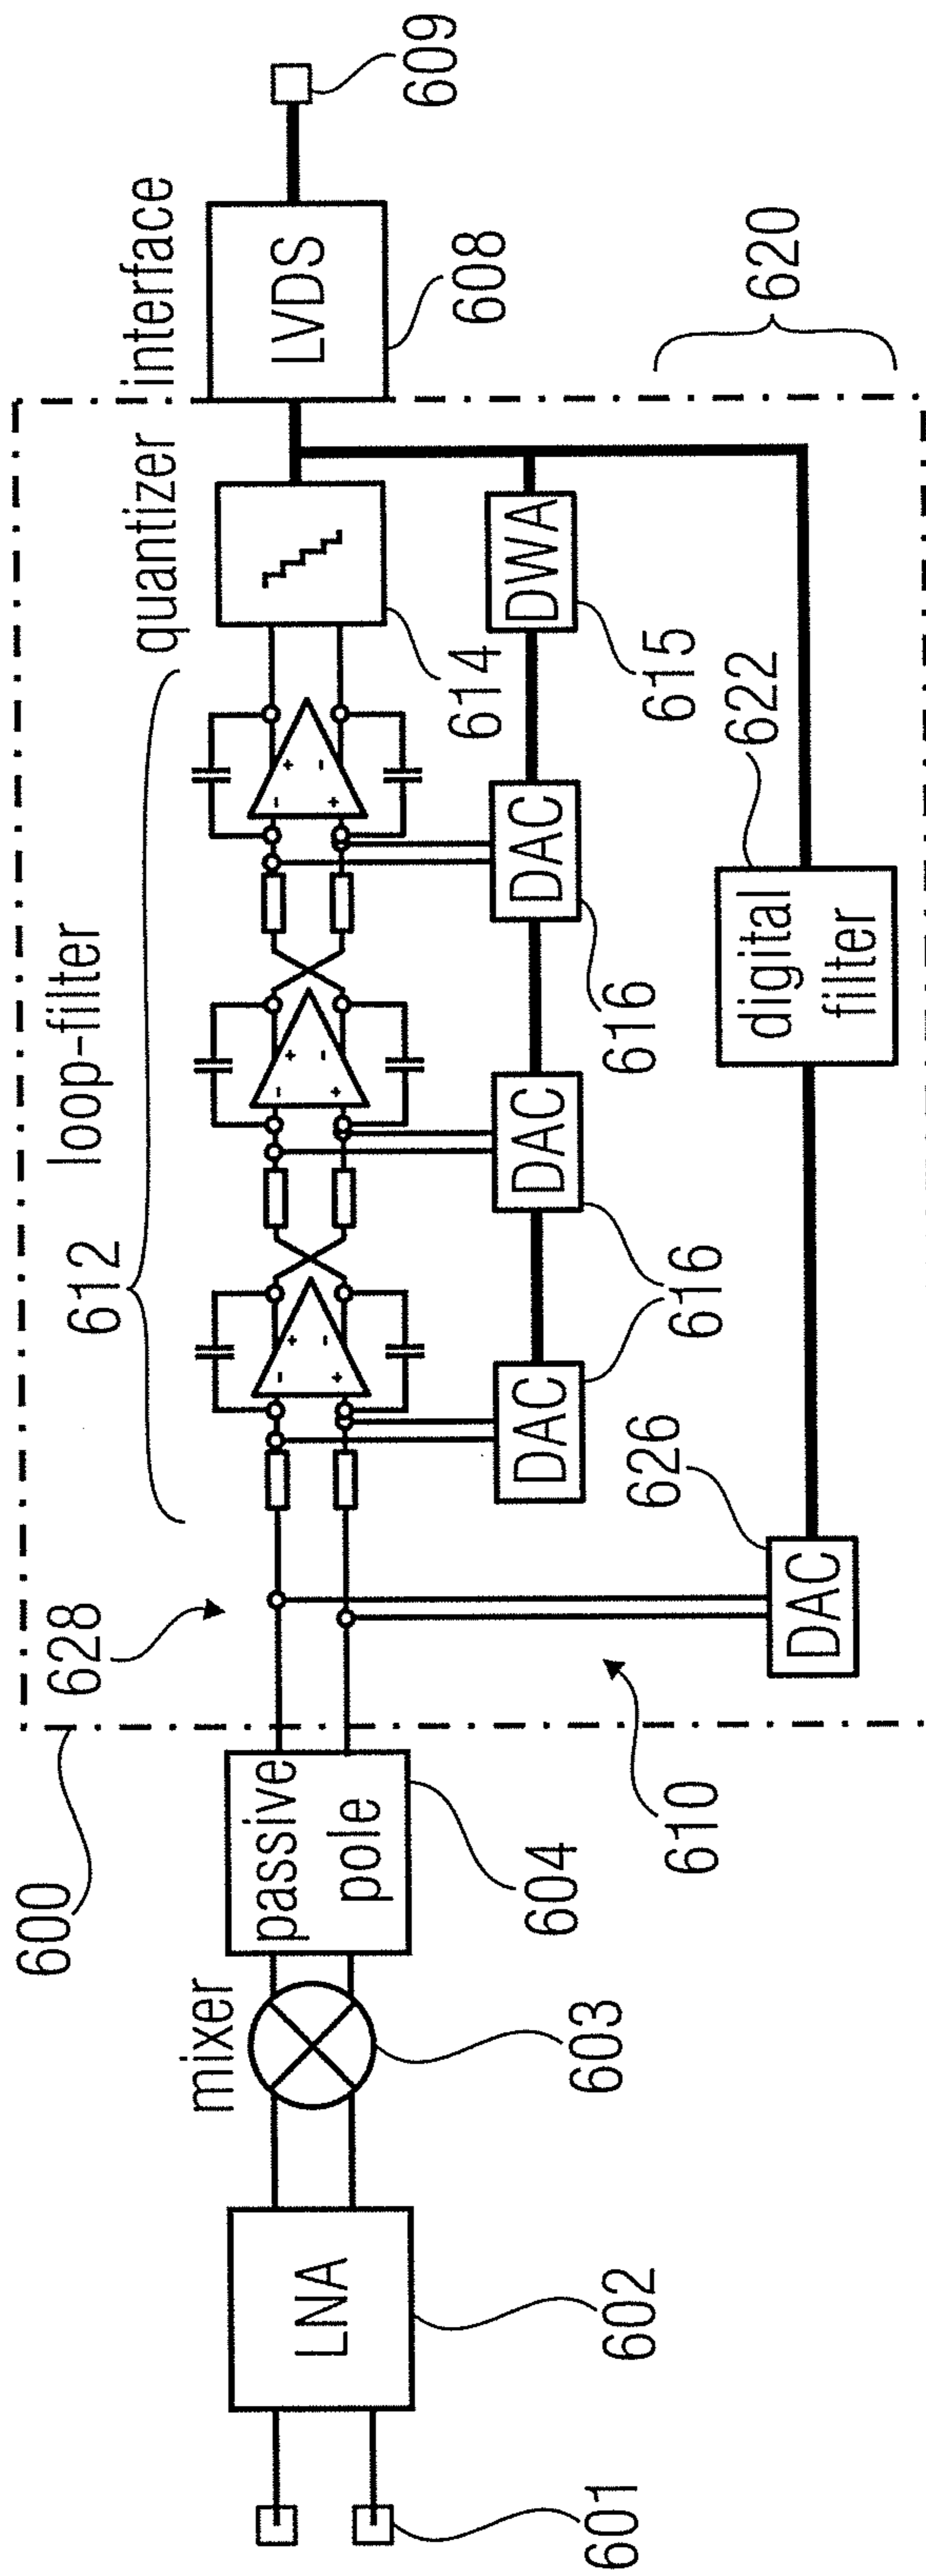 600
628
612
loop-filter
quantizer
interface
mixer
LNA
passive
pole
LVDS
609
602
603
604
614
608
DAC
DAC
DAC
DWA
616
616
615
610
626
622
620
601
DAC
digital
filter